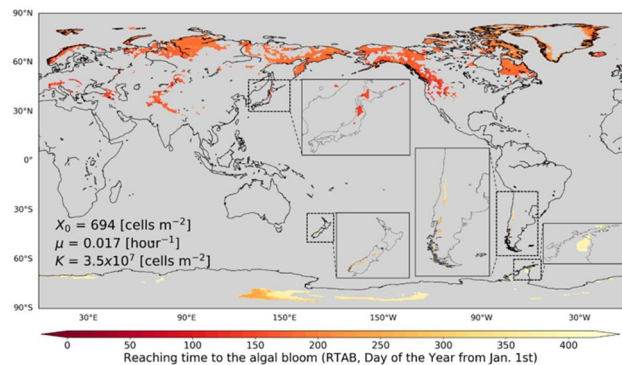 90°N
60°N
30°N
0°
30°S
60°S
90°S
X₀ = 694 [cells m⁻²]
μ = 0.017 [hour⁻¹]
K = 3.5x10⁷ [cells m⁻²]
30°E 90°E 150°E 150°W 90°W 30°W
0 50 100 150 200 250 300 350 400
Reaching time to the algal bloom (RTAB, Day of the Year from Jan. 1st)